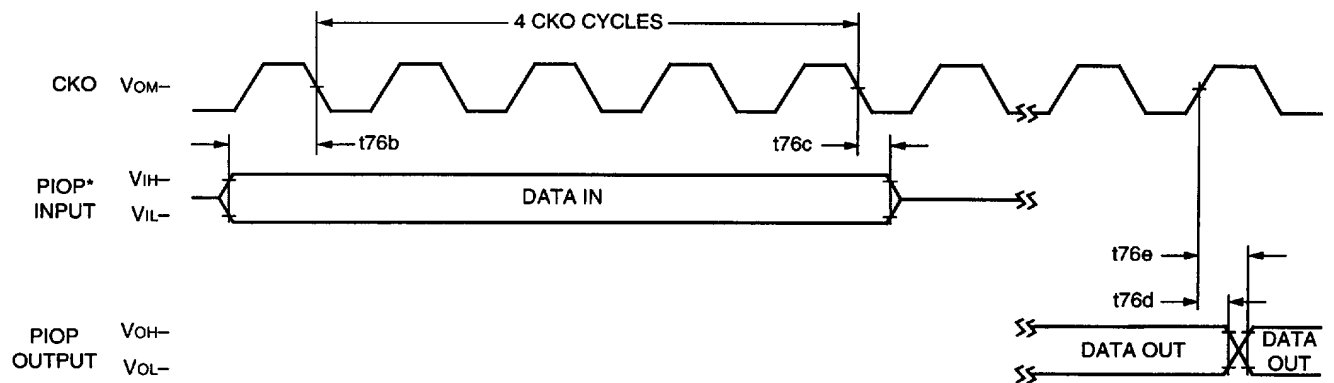 4 CKO CYCLES
CKO VOM–
t76b
t76c
PIOP*
INPUT
VIH–
VIL–
DATA IN
t76e
t76d
PIOP
OUTPUT
VOH–
VOL–
DATA OUT
DATA
OUT